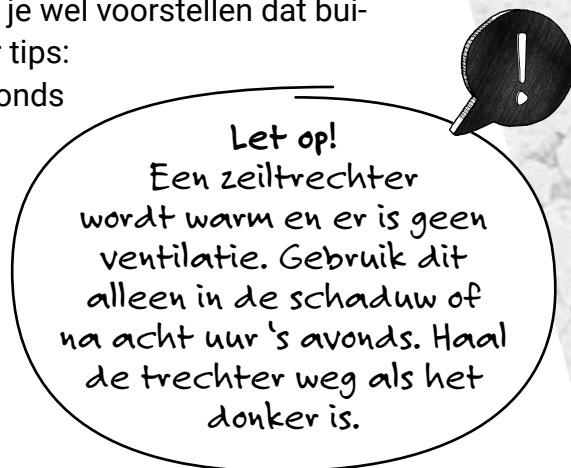 je wel voorstellen dat bui-
tips:
onds
Let op!
Een zeiltrechter
wordt warm en er is geen
ventilatie. Gebruik dit
alleen in de schaduw of
na acht uur 's avonds. Haal
de trechter weg als het
donker is.